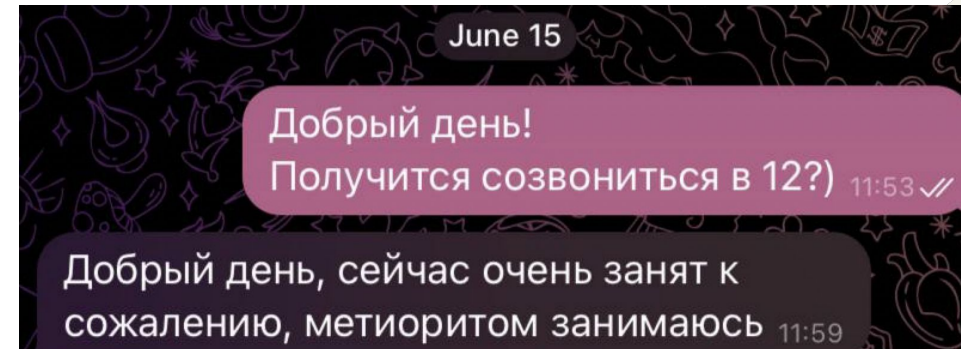 June 15
Добрый день!
Получится созвониться в 12?) 11:53
Добрый день, сейчас очень занят к
сожалению, метиоритом занимаюсь 11:59